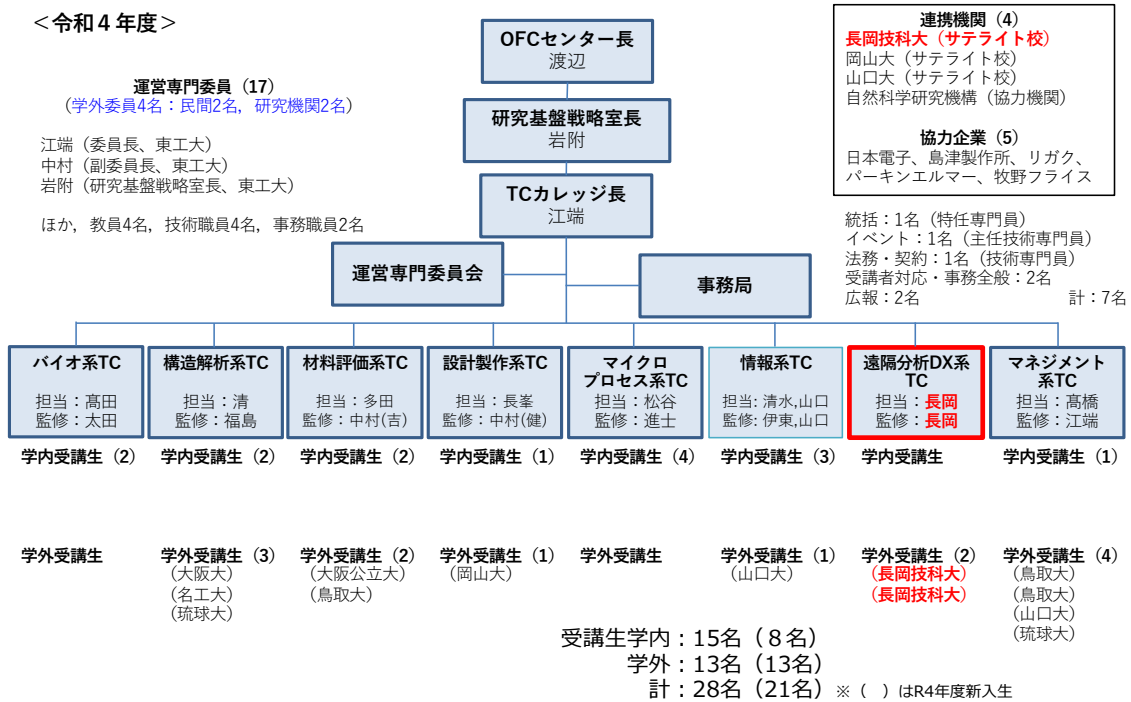 <令和４年度>
運営専門委員（17）
（学外委員4名：民間2名，研究機関2名）
江端（委員長、東工大）
中村（副委員長、東工大）
岩附（研究基盤戦略室長、東工大）
ほか，教員4名，技術職員4名，事務職員2名
OFCセンター長
渡辺
研究基盤戦略室長
岩附
TCカレッジ長
江端
運営専門委員会
事務局
連携機関（4）
長岡技科大（サテライト校）
岡山大（サテライト校）
山口大（サテライト校）
自然科学研究機構（協力機関）
協力企業（5）
日本電子、島津製作所、リガク、
パーキンエルマー、牧野フライス
統括：1名（特任専門員）
イベント：1名（主任技術専門員）
法務・契約：1名（技術専門員）
受講者対応・事務全般：2名
広報：2名 計：7名
バイオ系TC
担当：髙田
監修：太田
学内受講生（2）
学外受講生
構造解析系TC
担当：清
監修：福島
学内受講生（2）
学外受講生（3）
（大阪大）
（名工大）
（琉球大）
材料評価系TC
担当：多田
監修：中村(吉)
学内受講生（2）
学外受講生（2）
（大阪公立大）
（鳥取大）
設計製作系TC
担当：長峯
監修：中村(健)
学内受講生（1）
学外受講生（1）
（岡山大）
マイクロ
プロセス系TC
担当：松谷
監修：進士
学内受講生（4）
学外受講生
情報系TC
担当: 清水,山口
監修: 伊東,山口
学内受講生（3）
学外受講生（1）
（山口大）
遠隔分析DX系
TC
担当：長岡
監修：長岡
学内受講生
学外受講生（2）
（長岡技科大）
（長岡技科大）
マネジメント
系TC
担当：髙橋
監修：江端
学内受講生（1）
学外受講生（4）
（鳥取大）
（鳥取大）
（山口大）
（琉球大）
受講生学内：15名（８名）
学外：13名（13名）
計：28名（21名）※（　）はR4年度新入生